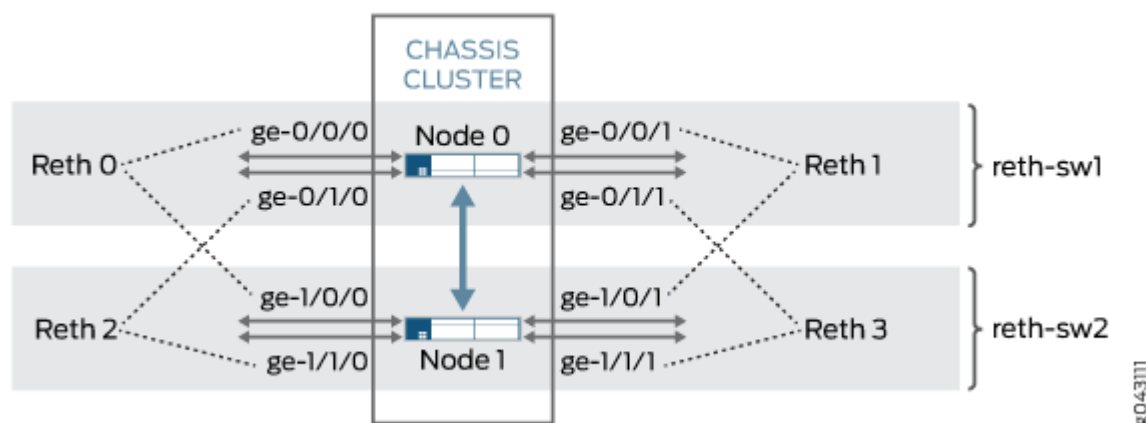 CHASSIS
CLUSTER
ge-0/0/0 Node 0 ge-0/0/1
Reth 0 Reth 1 reth-sw1
ge-0/1/0 ge-0/1/1
ge-1/0/0 ge-1/0/1
Reth 2 Reth 3 reth-sw2
ge-1/1/0 Node 1 ge-1/1/1
g043111